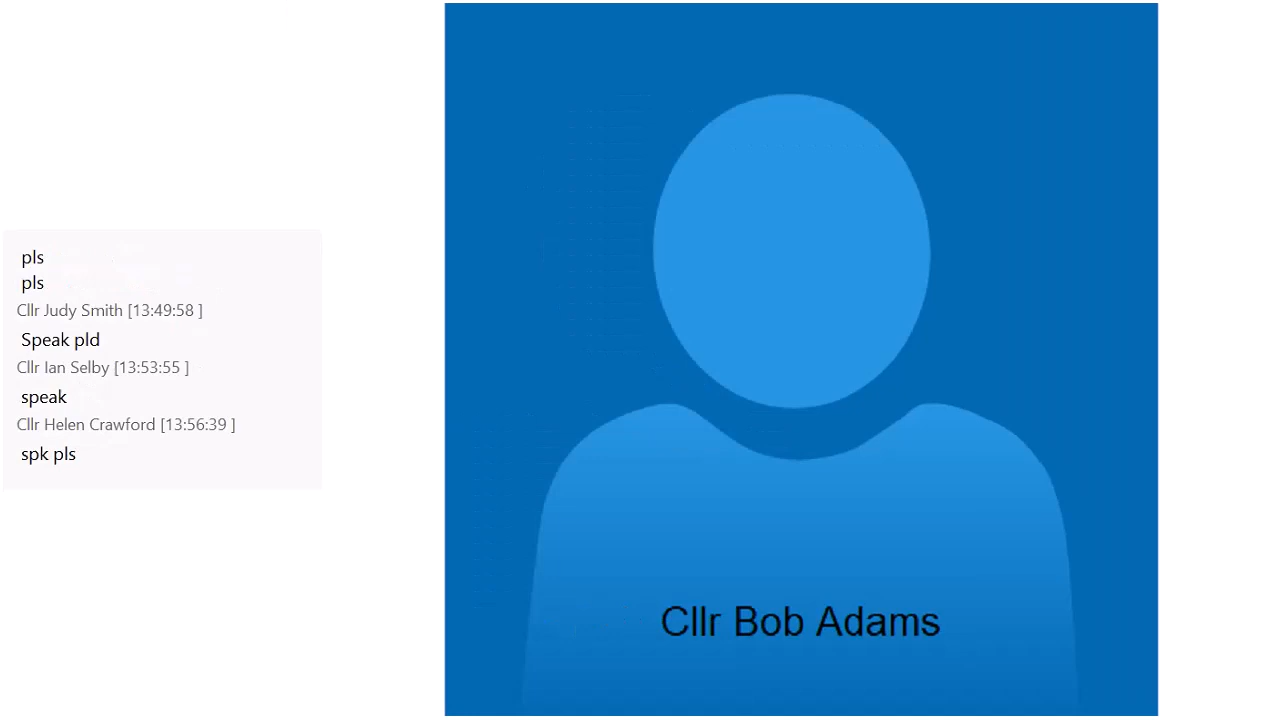 pls
pls
Cllr Judy Smith [13:49:58 ]
Speak pld
Cllr Ian Selby [13:53:55 ]
speak
Cllr Helen Crawford [13:56:39 ]
spk pls
Cllr Bob Adams